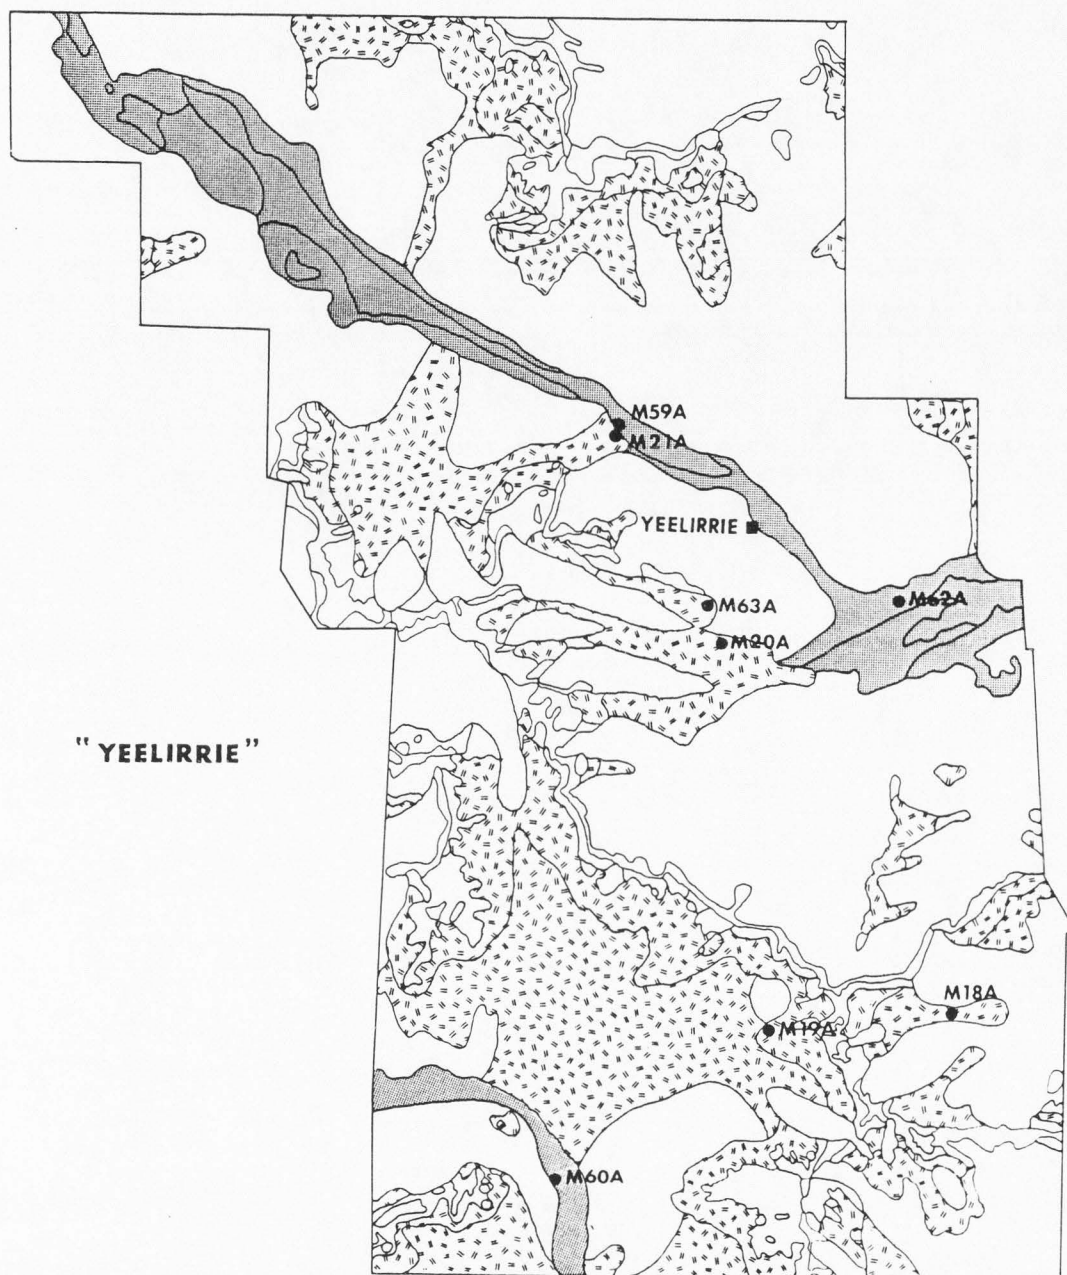 M59A
M21A
YEELIRRIE
M62A
M63A
M20A
" YEELIRRIE "
M18A
M19A
M60A